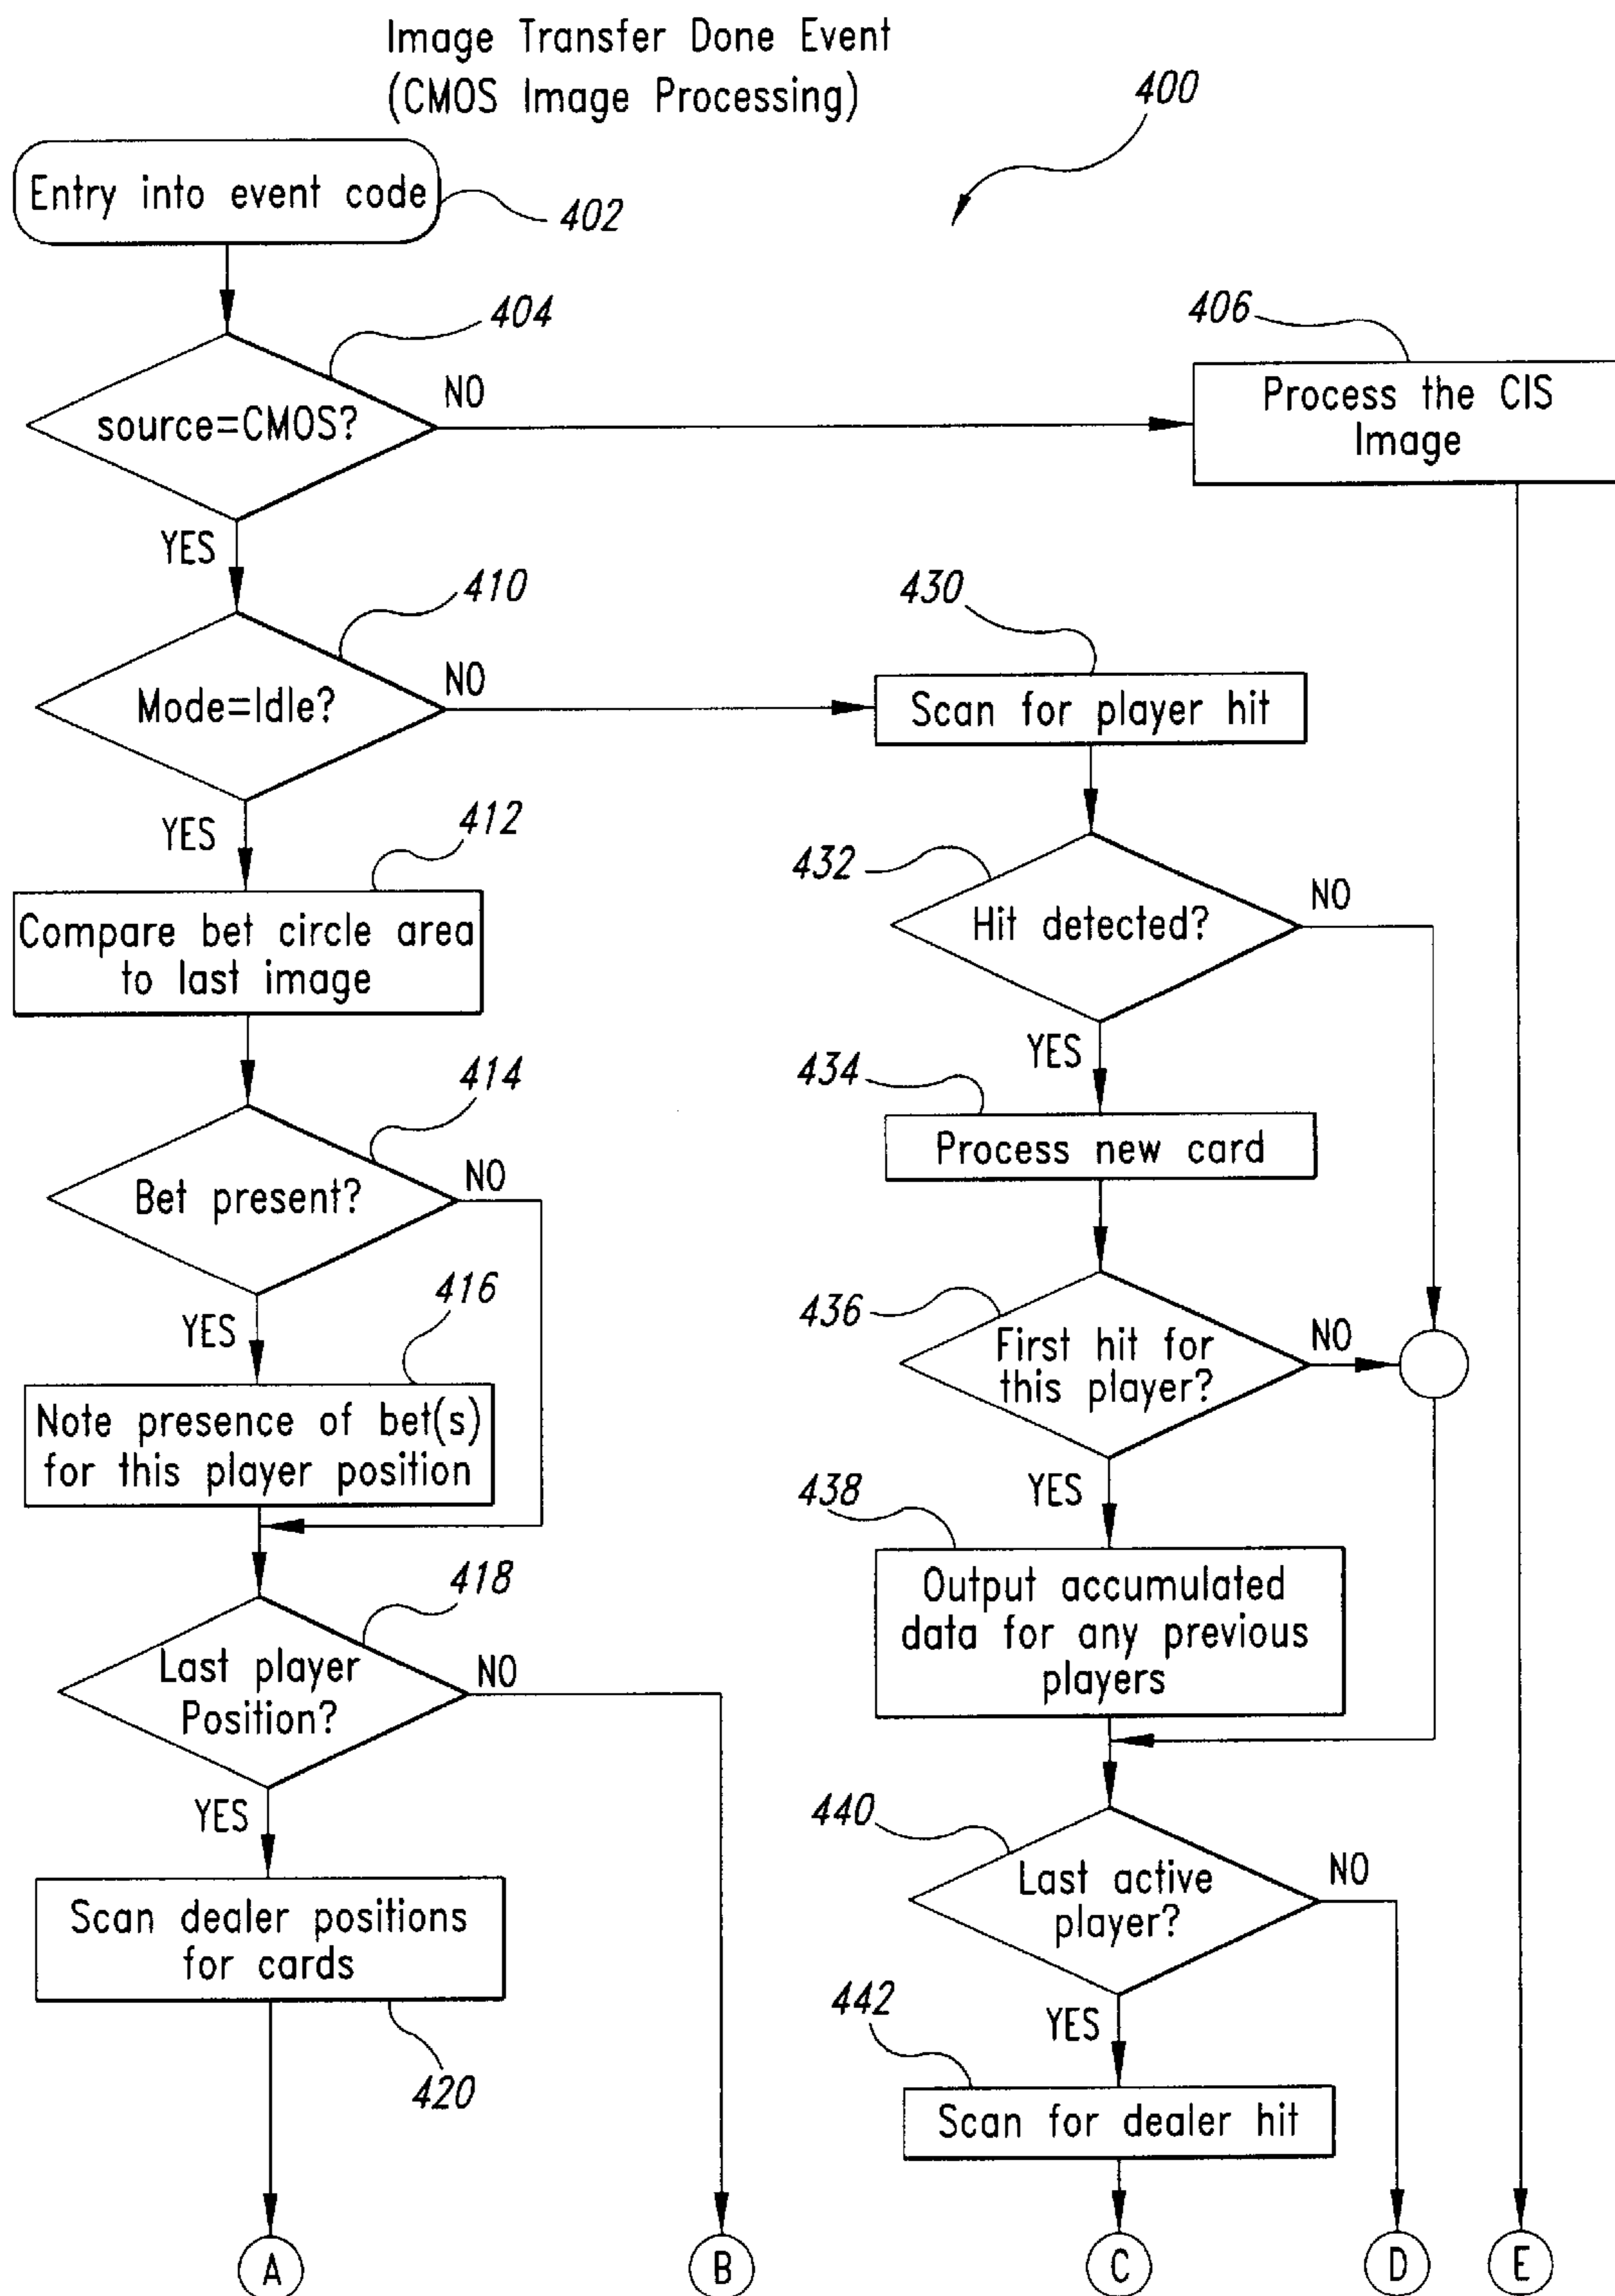 Image Transfer Done Event
(CMOS Image Processing)
400
Entry into event code
402
404
source=CMOS?
NO
YES
406
Process the CIS
Image
410
Mode=Idle?
NO
YES
430
Scan for player hit
412
Compare bet circle area
to last image
432
Hit detected?
NO
YES
414
Bet present?
NO
YES
434
Process new card
416
Note presence of bet(s)
for this player position
436
First hit for
this player?
NO
YES
438
Output accumulated
data for any previous
players
418
Last player
Position?
NO
YES
440
Last active
player?
NO
YES
Scan dealer positions
for cards
420
442
Scan for dealer hit
A
B
C
D
E